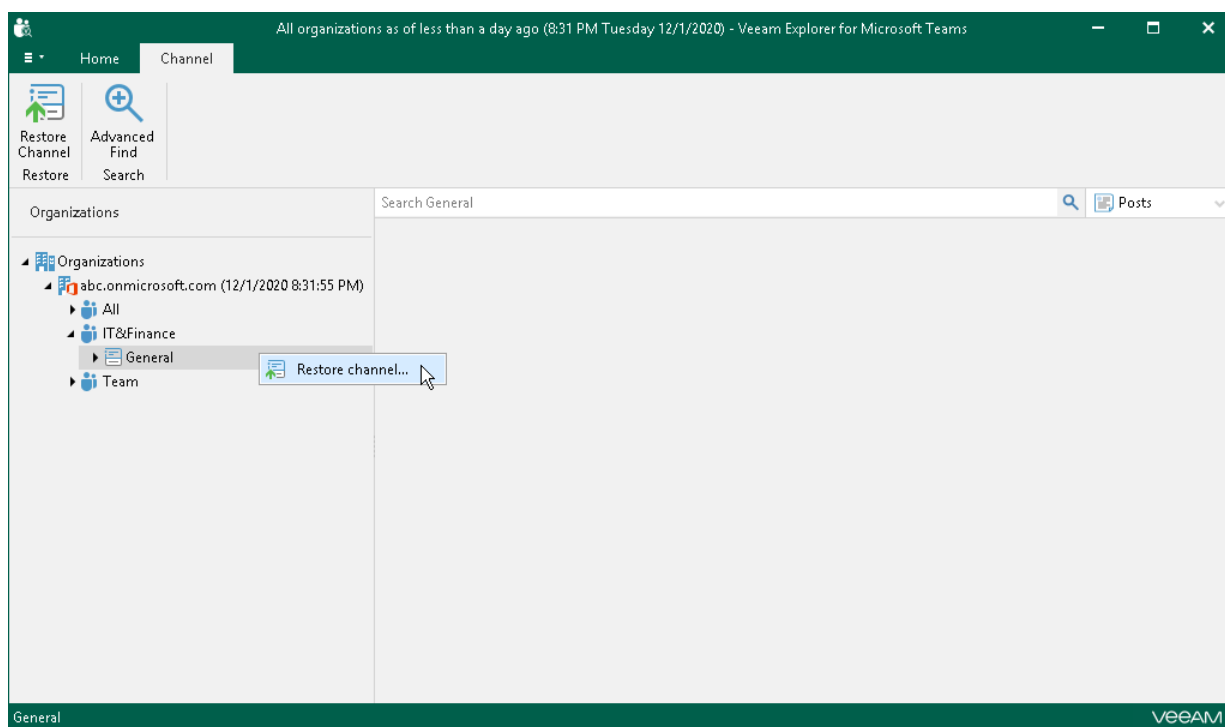 All organizations as of less than a day ago (8:31 PM Tuesday 12/1/2020) - Veeam Explorer for Microsoft Teams
Home Channel
Restore Channel
Advanced Find
Restore Search
Search General
Posts
Organizations
Organizations
abc.onmicrosoft.com (12/1/2020 8:31:55 PM)
All
IT&Finance
General
Restore channel...
Team
General
VEEAM